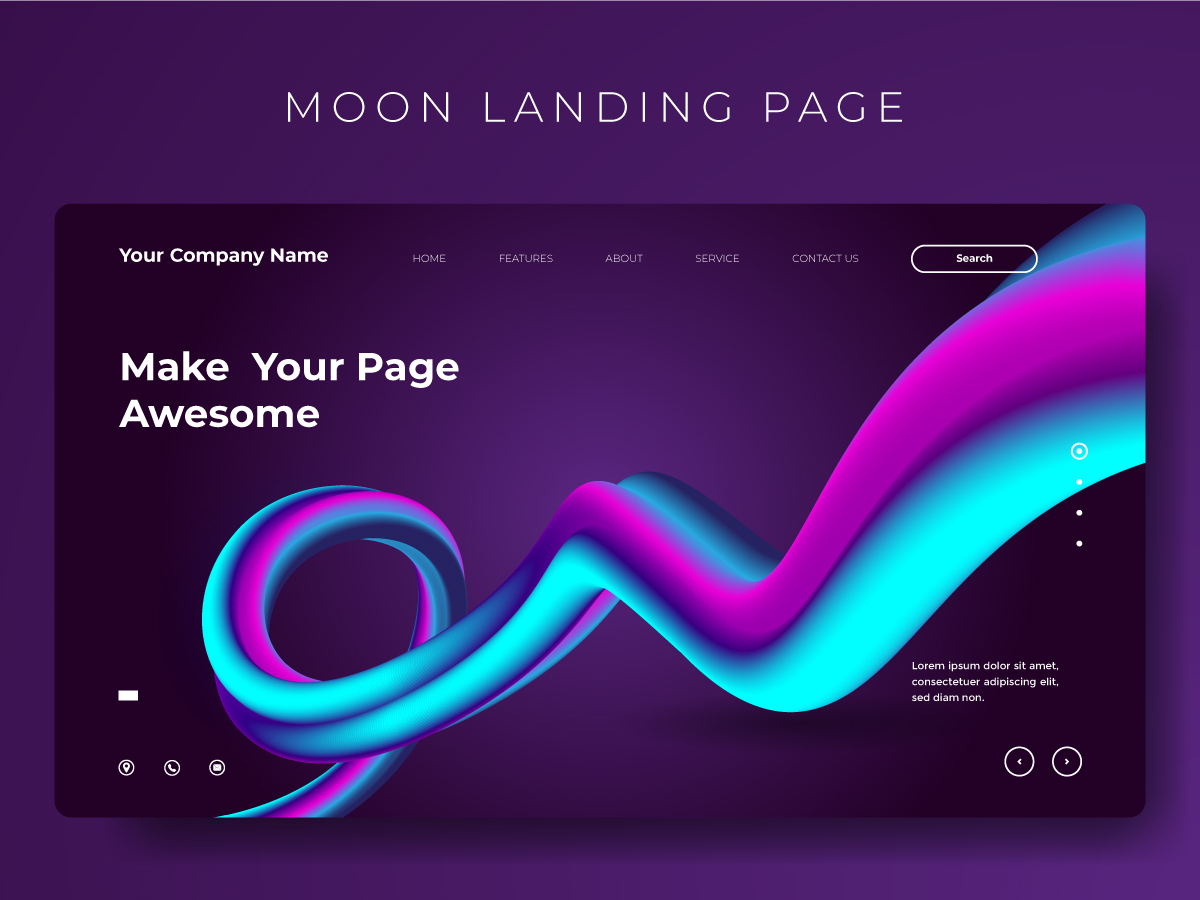 MOON LANDING PAGE
Your Company Name
HOME
FEATURES
ABOUT
SERVICE
CONTACT US
Search
Make  Your Page
Awesome
Lorem ipsum dolor sit amet,
consectetuer adipiscing elit,
sed diam non.